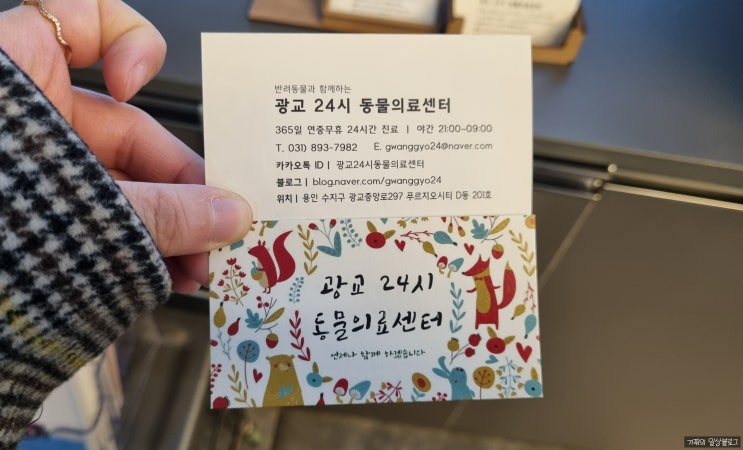 반려동물과 함께하는
광교 24시 동물의료센터
365일 연중무휴 24시간 진료 | 야간 21:00~09:00
T. 031) 893-7982 E. gwanggyo24@naver.com
카카오톡 ID | 광교24시동물의료센터
블로그 | blog.naver.com/gwanggyo24
위치 | 용인 수지구 광교중앙로297 푸르지오시티 D동 201호
광교 24시
동물의료센터
언제나 함께 하겠습니다